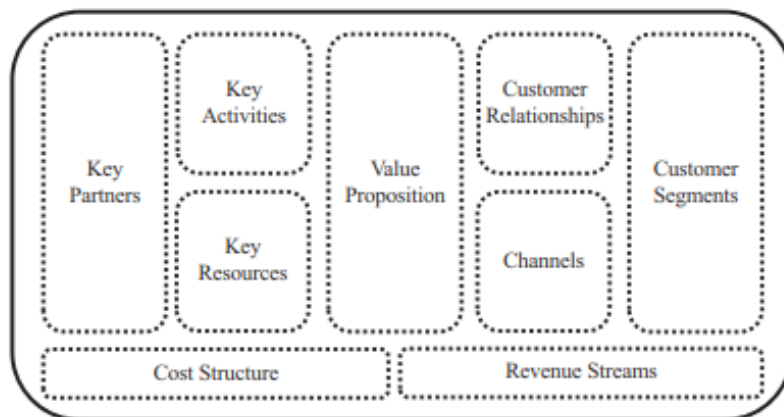 Key
Partners
Key
Activities
Key
Resources
Value
Proposition
Customer
Relationships
Channels
Customer
Segments
Cost Structure
Revenue Streams